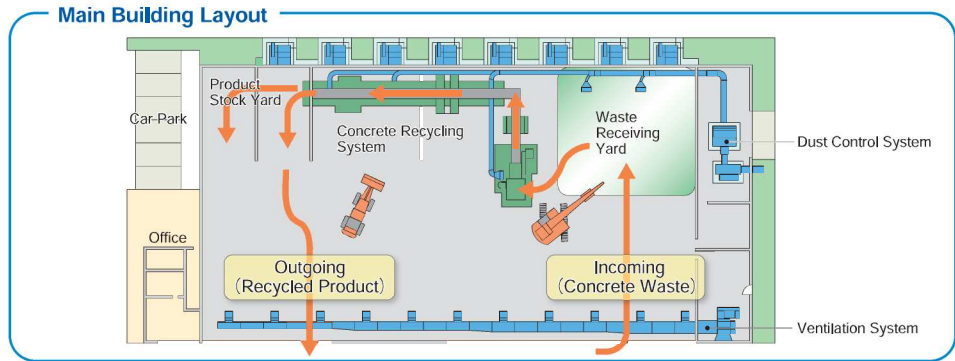 Main Building Layout
Product
Stock Yard
Car-Park
Concrete Recycling
System
Waste
Receiving
Yard
Dust Control System
Office
Outgoing
(Recycled Product)
Incoming
(Concrete Waste)
Ventilation System